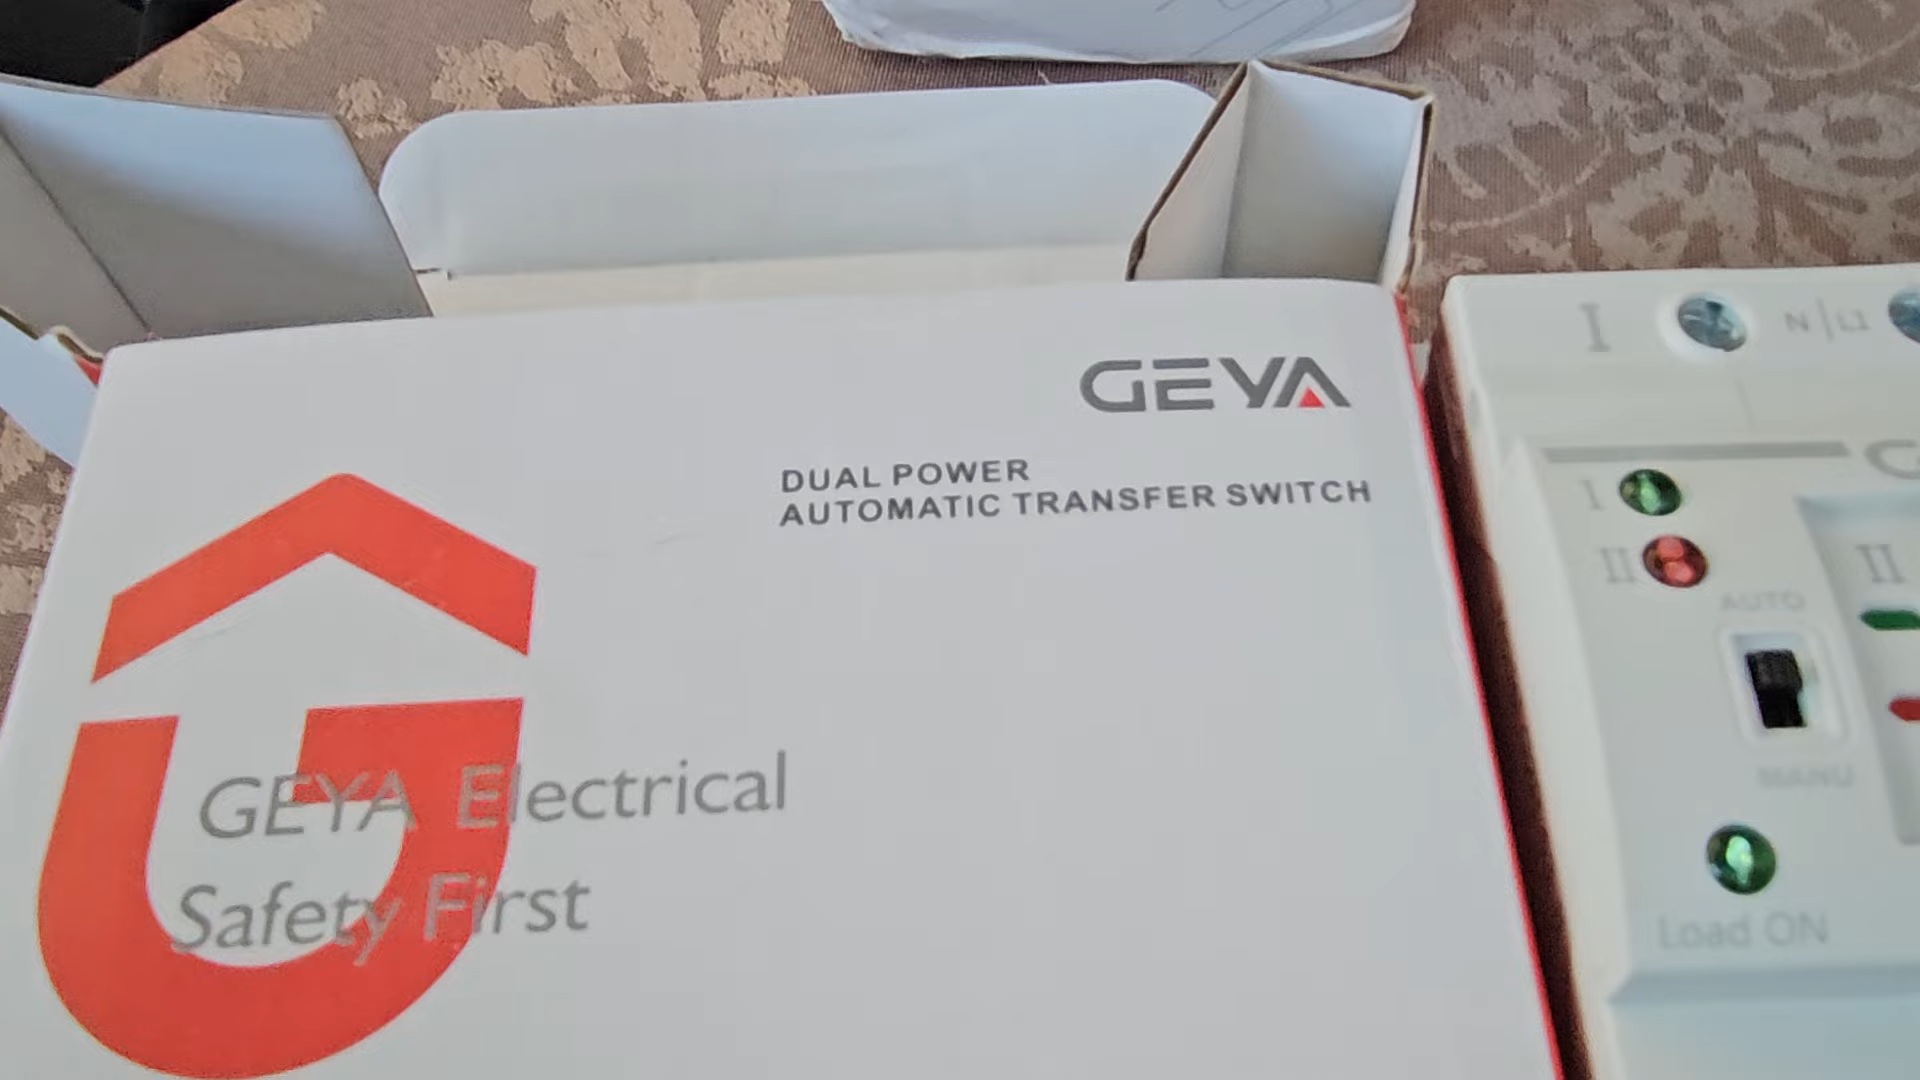 GEYA
DUAL POWER
AUTOMATIC TRANSFER SWITCH
GEYA Electrical
Safety First
I
N L1
I
II
AUTO
MANU
II
Load ON